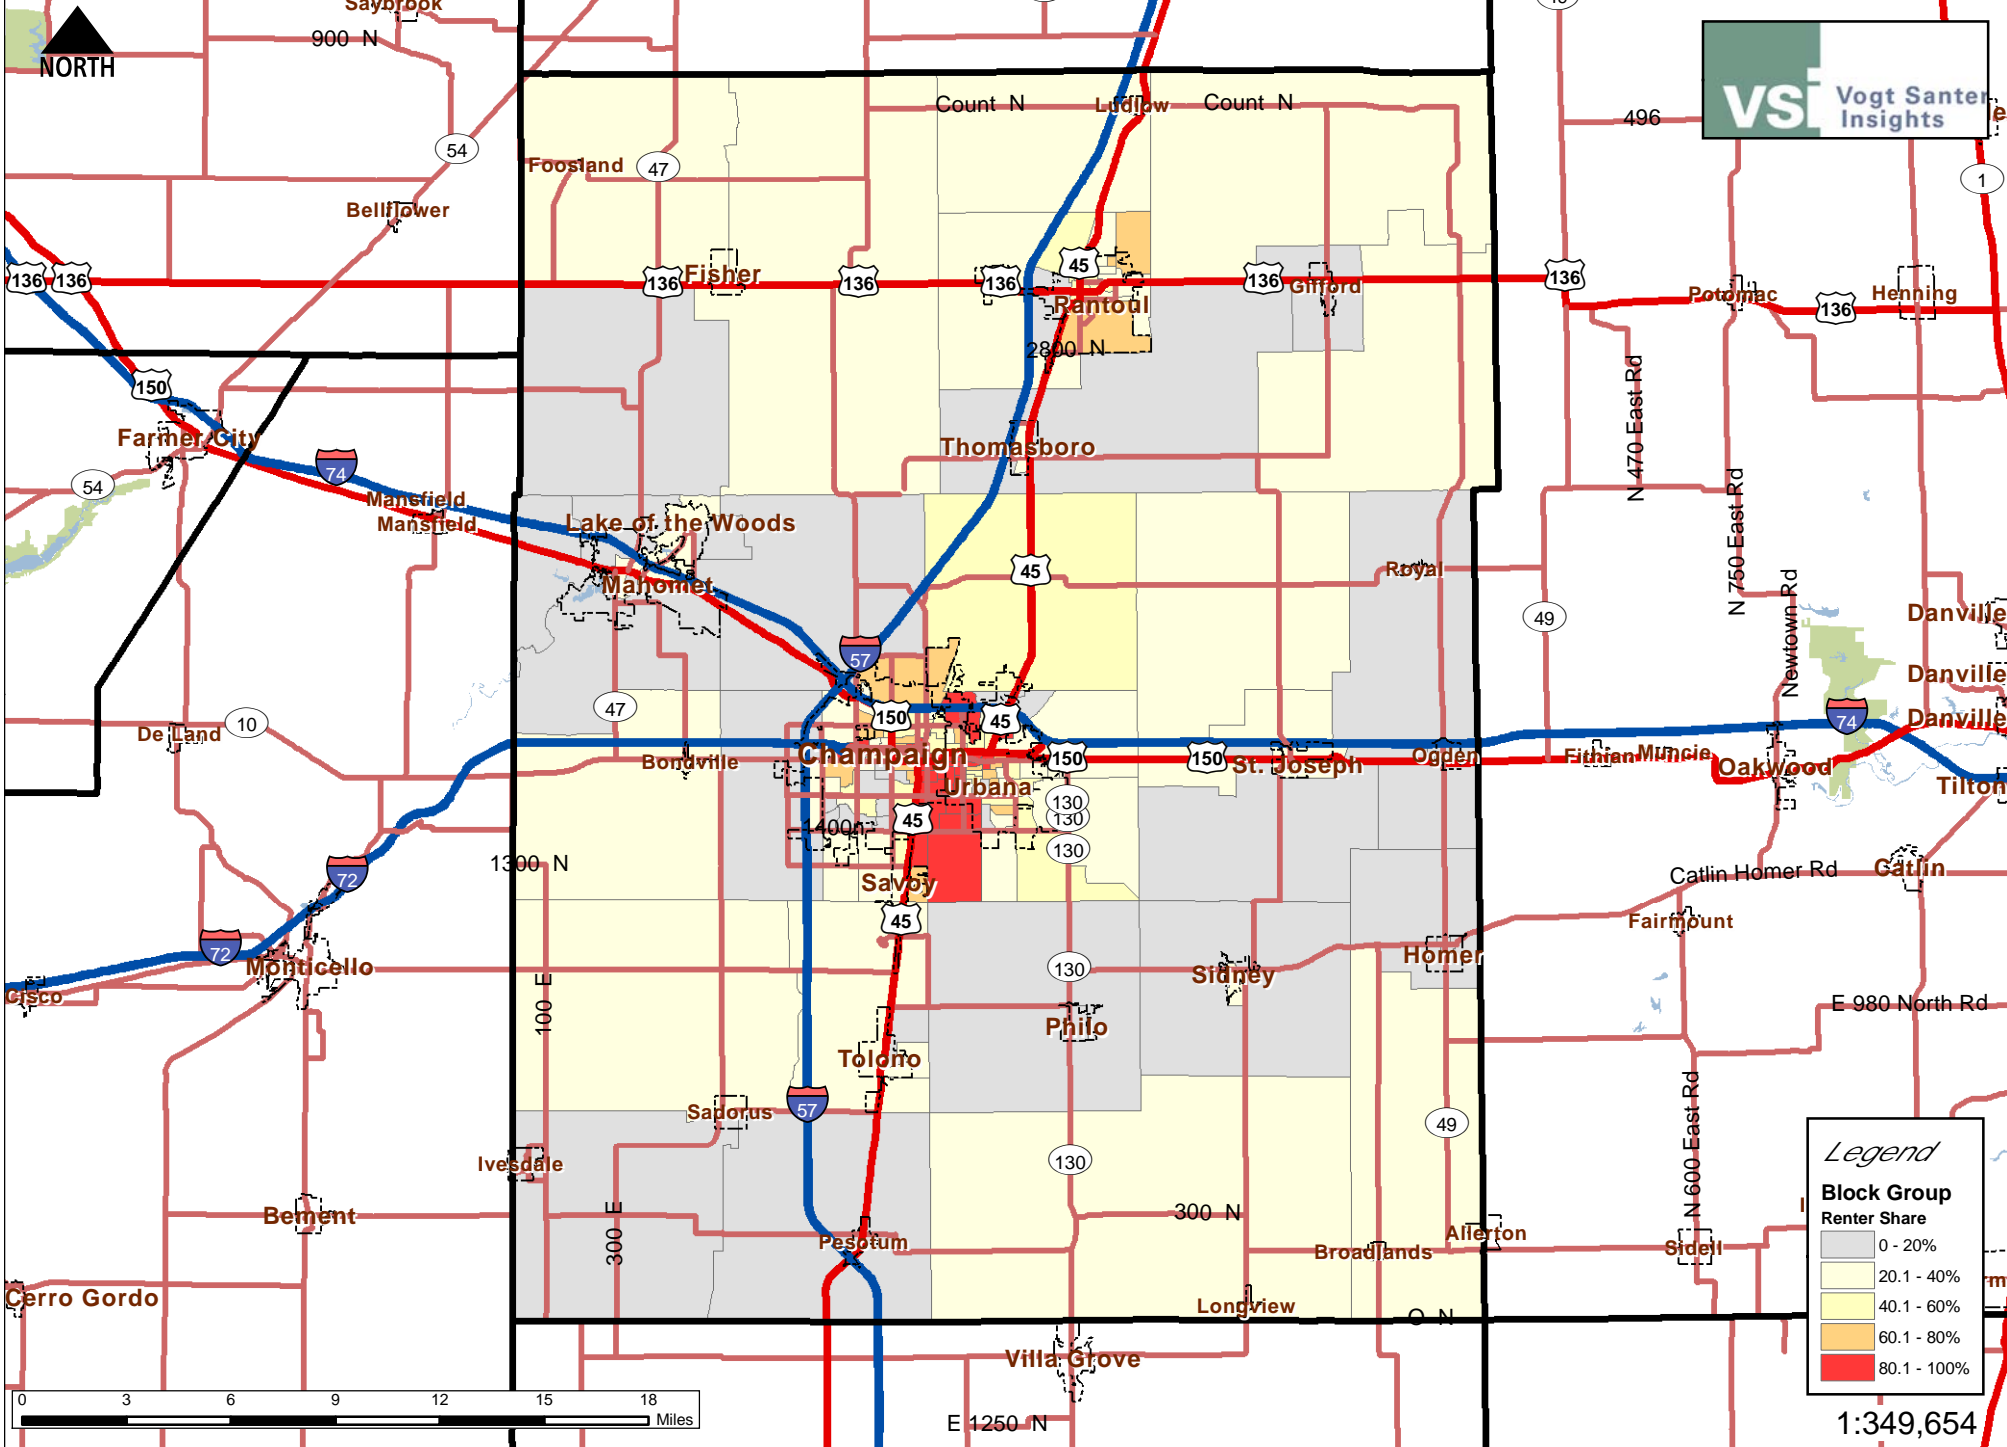 Saybrook
900 N
NORTH
VSi Vogt Santer
Insights
Count N
Ludlow
Count N
496
54
Foosland
47
1
Bellflower
45
136
136
136
Fisher
136
136
136
Gifford
136
Potomac
136
Henning
Rantoul
2800 N
150
N 470 East Rd
Farmer City
74
Thomasboro
54
Mansfield
Mansfield
Lake of the Woods
N 750 East Rd
45
Royal
Mahomet
Newtown Rd
49
Danville
57
Danville
47
10
De Land
150
45
74
Danville
Bondville
Champaign
150
150
St. Joseph
Ogden
Fithian
Muncie
Oakwood
Urbana
Tilton
130
130
45
1400
130
1300 N
72
Savoy
Catlin Homer Rd
Catlin
45
Fairmount
72
Monticello
130
Sidney
Homer
Cisco
100 E
Philo
E 980 North Rd
Tolono
57
Sadorus
49
N 600 East Rd
Ivesdale
130
Bement
300 E
300 N
Pesotum
Broadlands
Allerton
Sidell
Cerro Gordo
Longview
O N
Villa Grove
E 1250 N
Legend
Block Group
Renter Share
0 - 20%
20.1 - 40%
40.1 - 60%
60.1 - 80%
80.1 - 100%
0 3 6 9 12 15 18
Miles
1:349,654